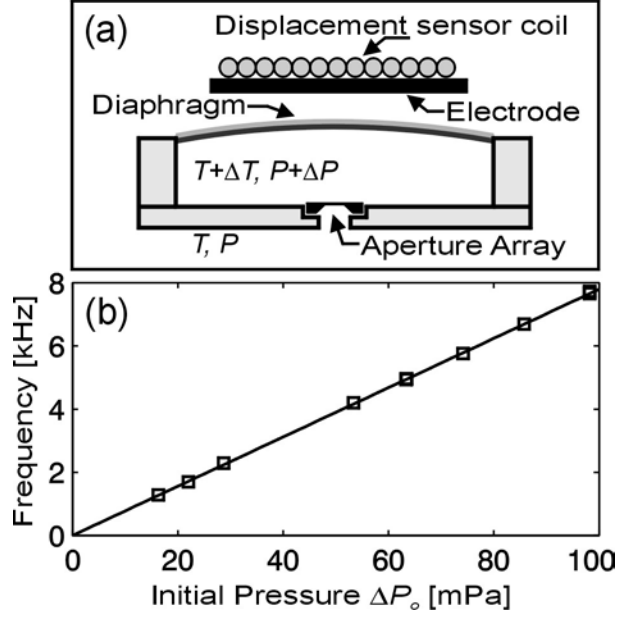 (a)
Displacement sensor coil
Diaphragm
Electrode
T+ΔT, P+ΔP
T, P
Aperture Array
(b)
8
6
4
2
0
Frequency [kHz]
0 20 40 60 80 100
Initial Pressure ΔPₒ [mPa]